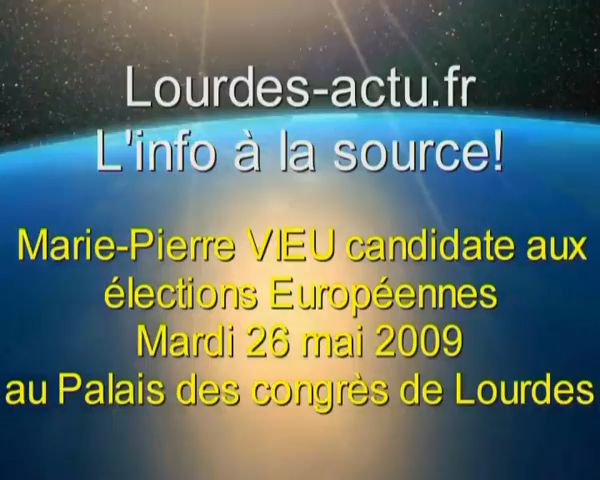 Lourdes-actu.fr
L'info à la source!
Marie-Pierre VIEU candidate aux
élections Européennes
Mardi 26 mai 2009
au Palais des congrès de Lourdes